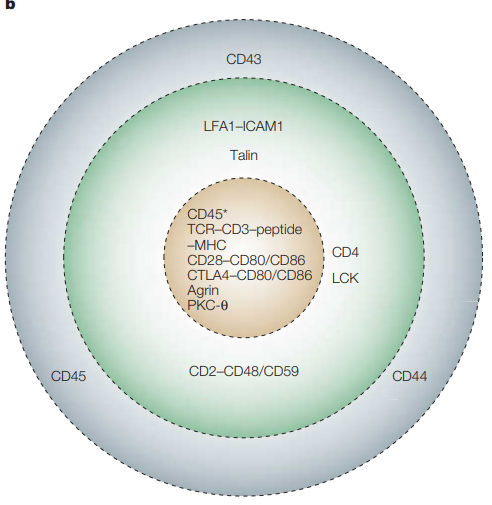 b
CD43
LFA1–ICAM1
Talin
CD45*
TCR–CD3–peptide
–MHC
CD28–CD80/CD86
CTLA4–CD80/CD86
Agrin
PKC-θ
CD4
LCK
CD2–CD48/CD59
CD45
CD44